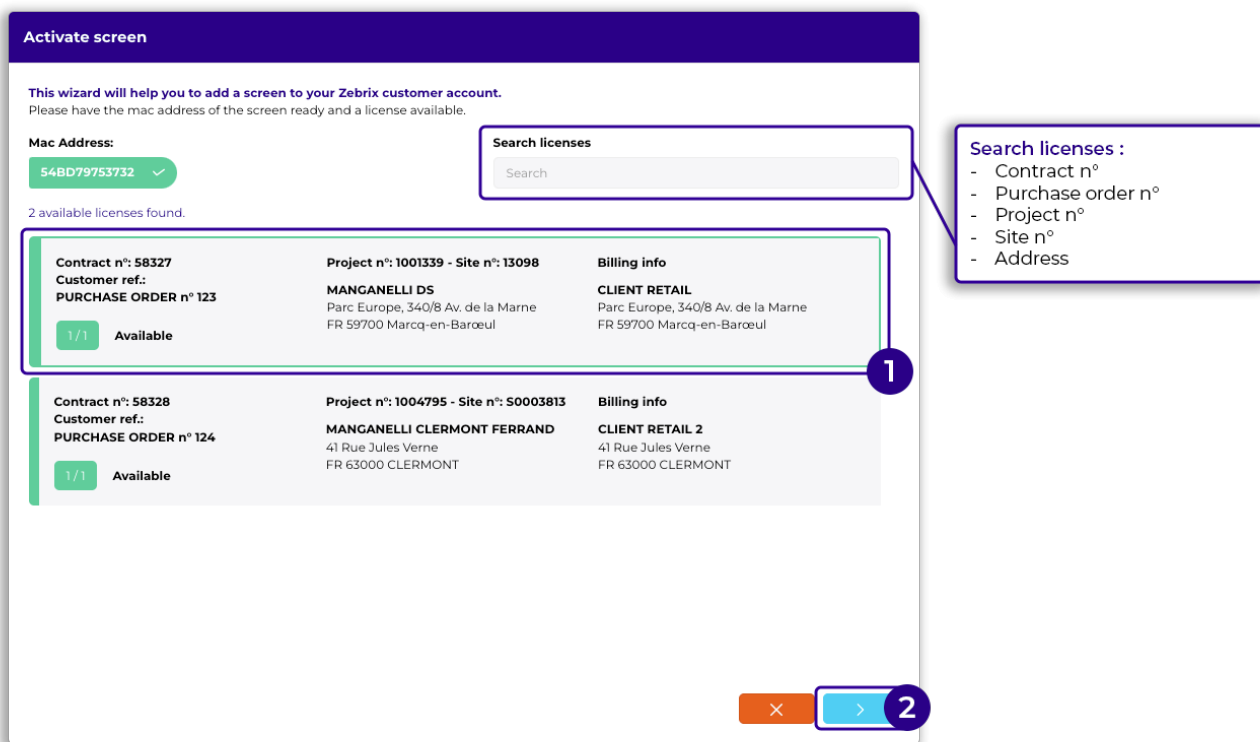 Activate screen
This wizard will help you to add a screen to your Zebrix customer account.
Please have the mac address of the screen ready and a license available.
Mac Address:
54BD79753732
Search licenses
Search
2 available licenses found.
Contract n°: 58327
Customer ref.:
PURCHASE ORDER n° 123
1/1 Available
Project n°: 1001339 - Site n°: 13098
MANGANELLI DS
Parc Europe, 340/8 Av. de la Marne
FR 59700 Marcq-en-Barœul
Billing info
CLIENT RETAIL
Parc Europe, 340/8 Av. de la Marne
FR 59700 Marcq-en-Barœul
1
Contract n°: 58328
Customer ref.:
PURCHASE ORDER n° 124
1/1 Available
Project n°: 1004795 - Site n°: S0003813
MANGANELLI CLERMONT FERRAND
41 Rue Jules Verne
FR 63000 CLERMONT
Billing info
CLIENT RETAIL 2
41 Rue Jules Verne
FR 63000 CLERMONT
2
Search licenses :
- Contract n°
- Purchase order n°
- Project n°
- Site n°
- Address